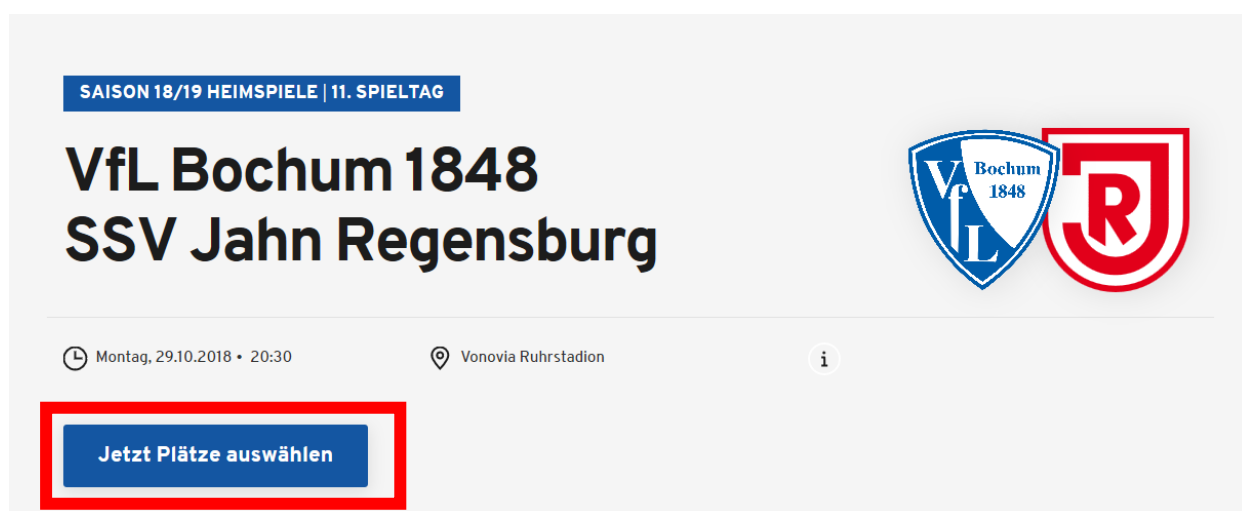 SAISON 18/19 HEIMSPIELE | 11. SPIELTAG
VfL Bochum 1848
SSV Jahn Regensburg
VfL
Bochum
1848
JR
Montag, 29.10.2018 • 20:30
Vonovia Ruhrstadion
i
Jetzt Plätze auswählen